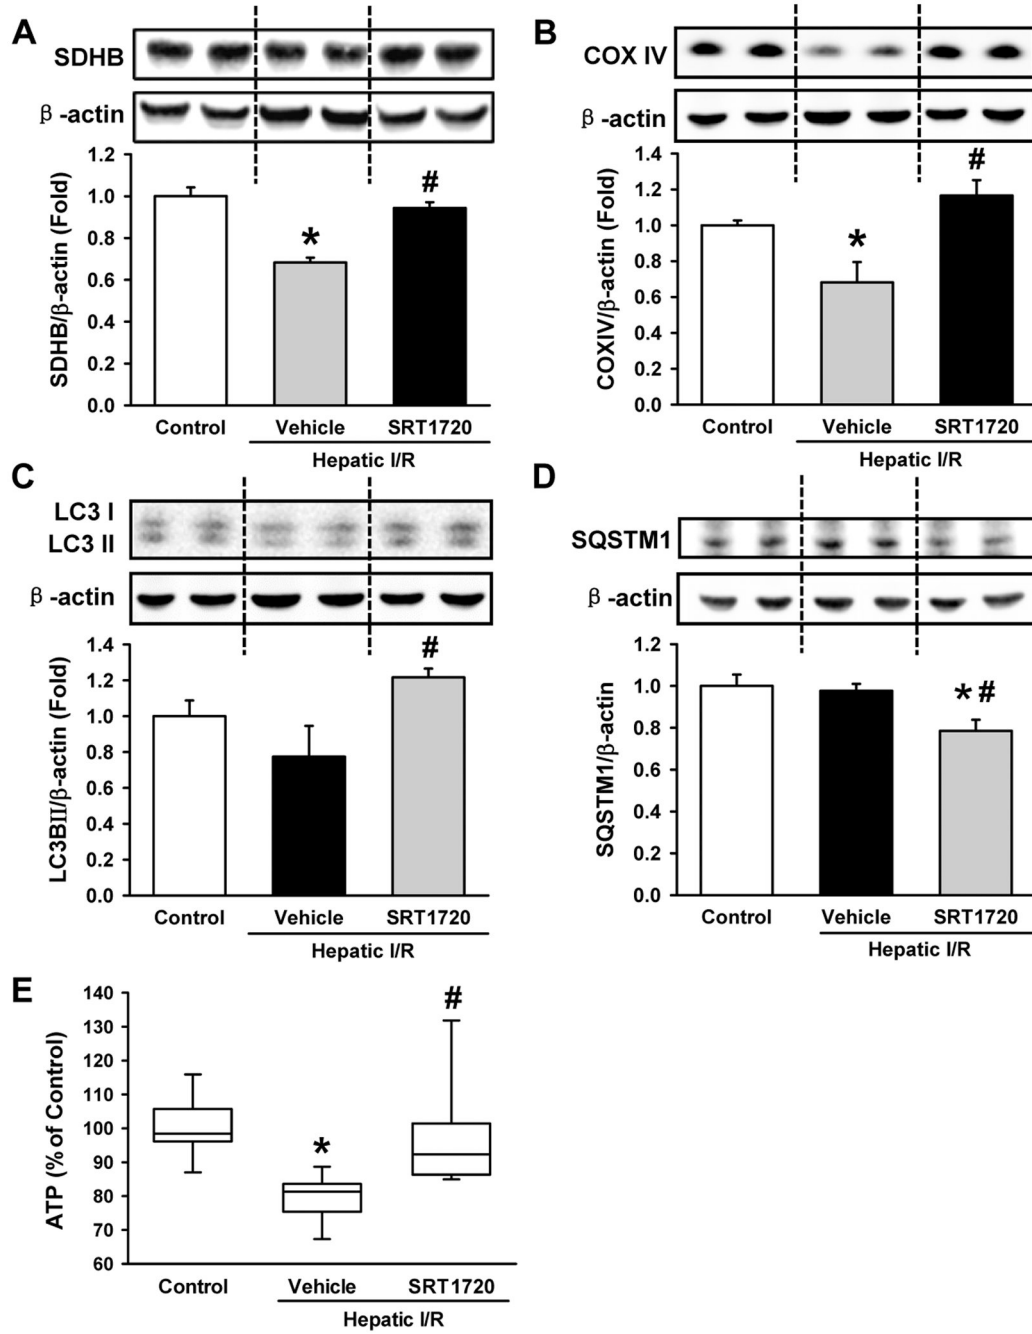 A
SDHB
β -actin
SDHB/β-actin (Fold)
1.2
1.0
0.8
0.6
0.4
0.2
0.0
*
#
Control
Vehicle
SRT1720
Hepatic I/R
B
COX IV
β -actin
COXIV/β-actin (Fold)
1.4
1.2
1.0
0.8
0.6
0.4
0.2
0.0
*
#
Control
Vehicle
SRT1720
Hepatic I/R
C
LC3 I
LC3 II
β -actin
LC3BII/β-actin (Fold)
1.4
1.2
1.0
0.8
0.6
0.4
0.2
0.0
#
Control
Vehicle
SRT1720
Hepatic I/R
D
SQSTM1
β -actin
SQSTM1/β-actin
1.2
1.0
0.8
0.6
0.4
0.2
0.0
* #
Control
Vehicle
SRT1720
Hepatic I/R
E
ATP (% of Control)
140
130
120
110
100
90
80
70
60
*
#
Control
Vehicle
SRT1720
Hepatic I/R